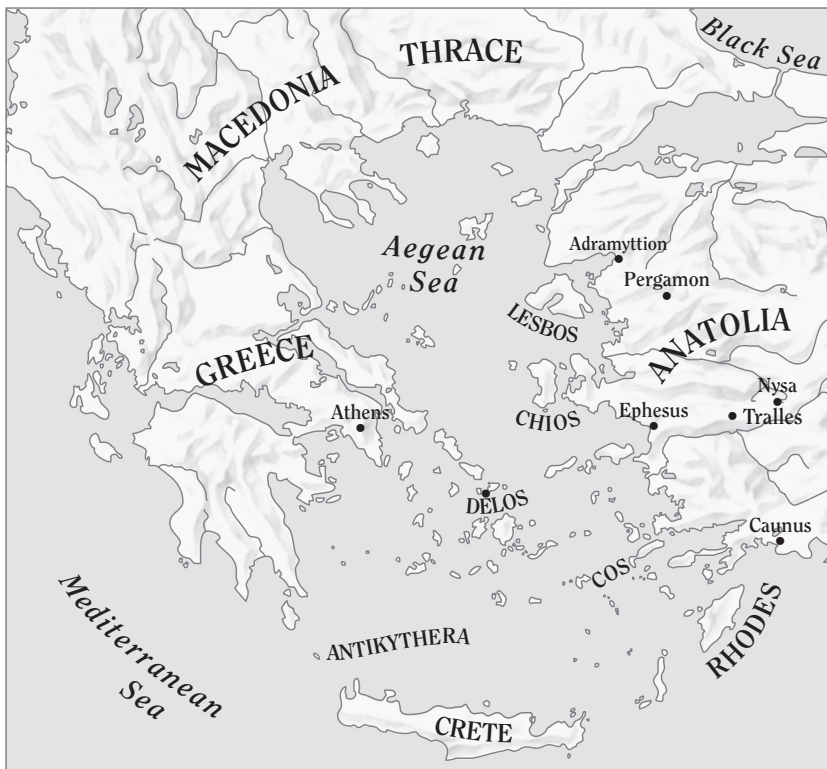 Black Sea
THRACE
MACEDONIA
Aegean
Sea
Adramyttion
Pergamon
LESBOS
ANATOLIA
GREECE
Nysa
CHIOS
Ephesus
Tralles
Athens
DELOS
Caunus
COS
RHODES
Mediterranean
Sea
ANTIKYTHERA
CRETE